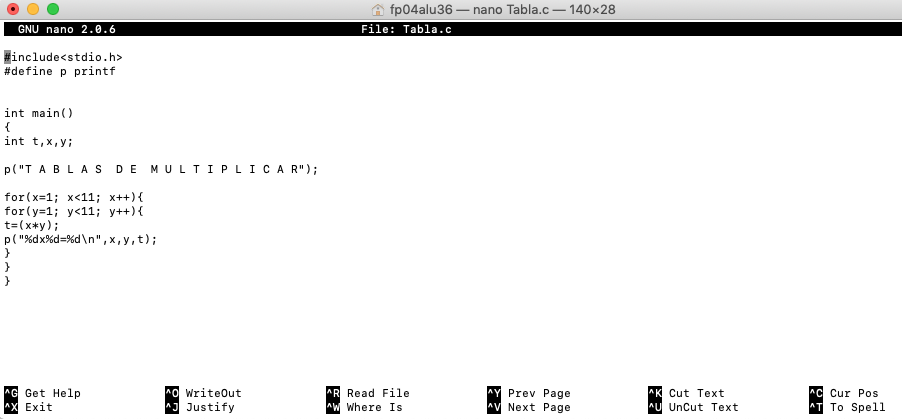 fp04alu36 — nano Tabla.c — 140×28
GNU nano 2.0.6 File: Tabla.c
#include<stdio.h>
#define p printf
int main()
{
int t,x,y;
p("T A B L A S  D E  M U L T I P L I C A R");
for(x=1; x<11; x++){
for(y=1; y<11; y++){
t=(x*y);
p("%dx%d=%d\n",x,y,t);
}
}
}
^G Get Help ^O WriteOut ^R Read File ^Y Prev Page ^K Cut Text ^C Cur Pos
^X Exit ^J Justify ^W Where Is ^V Next Page ^U UnCut Text ^T To Spell